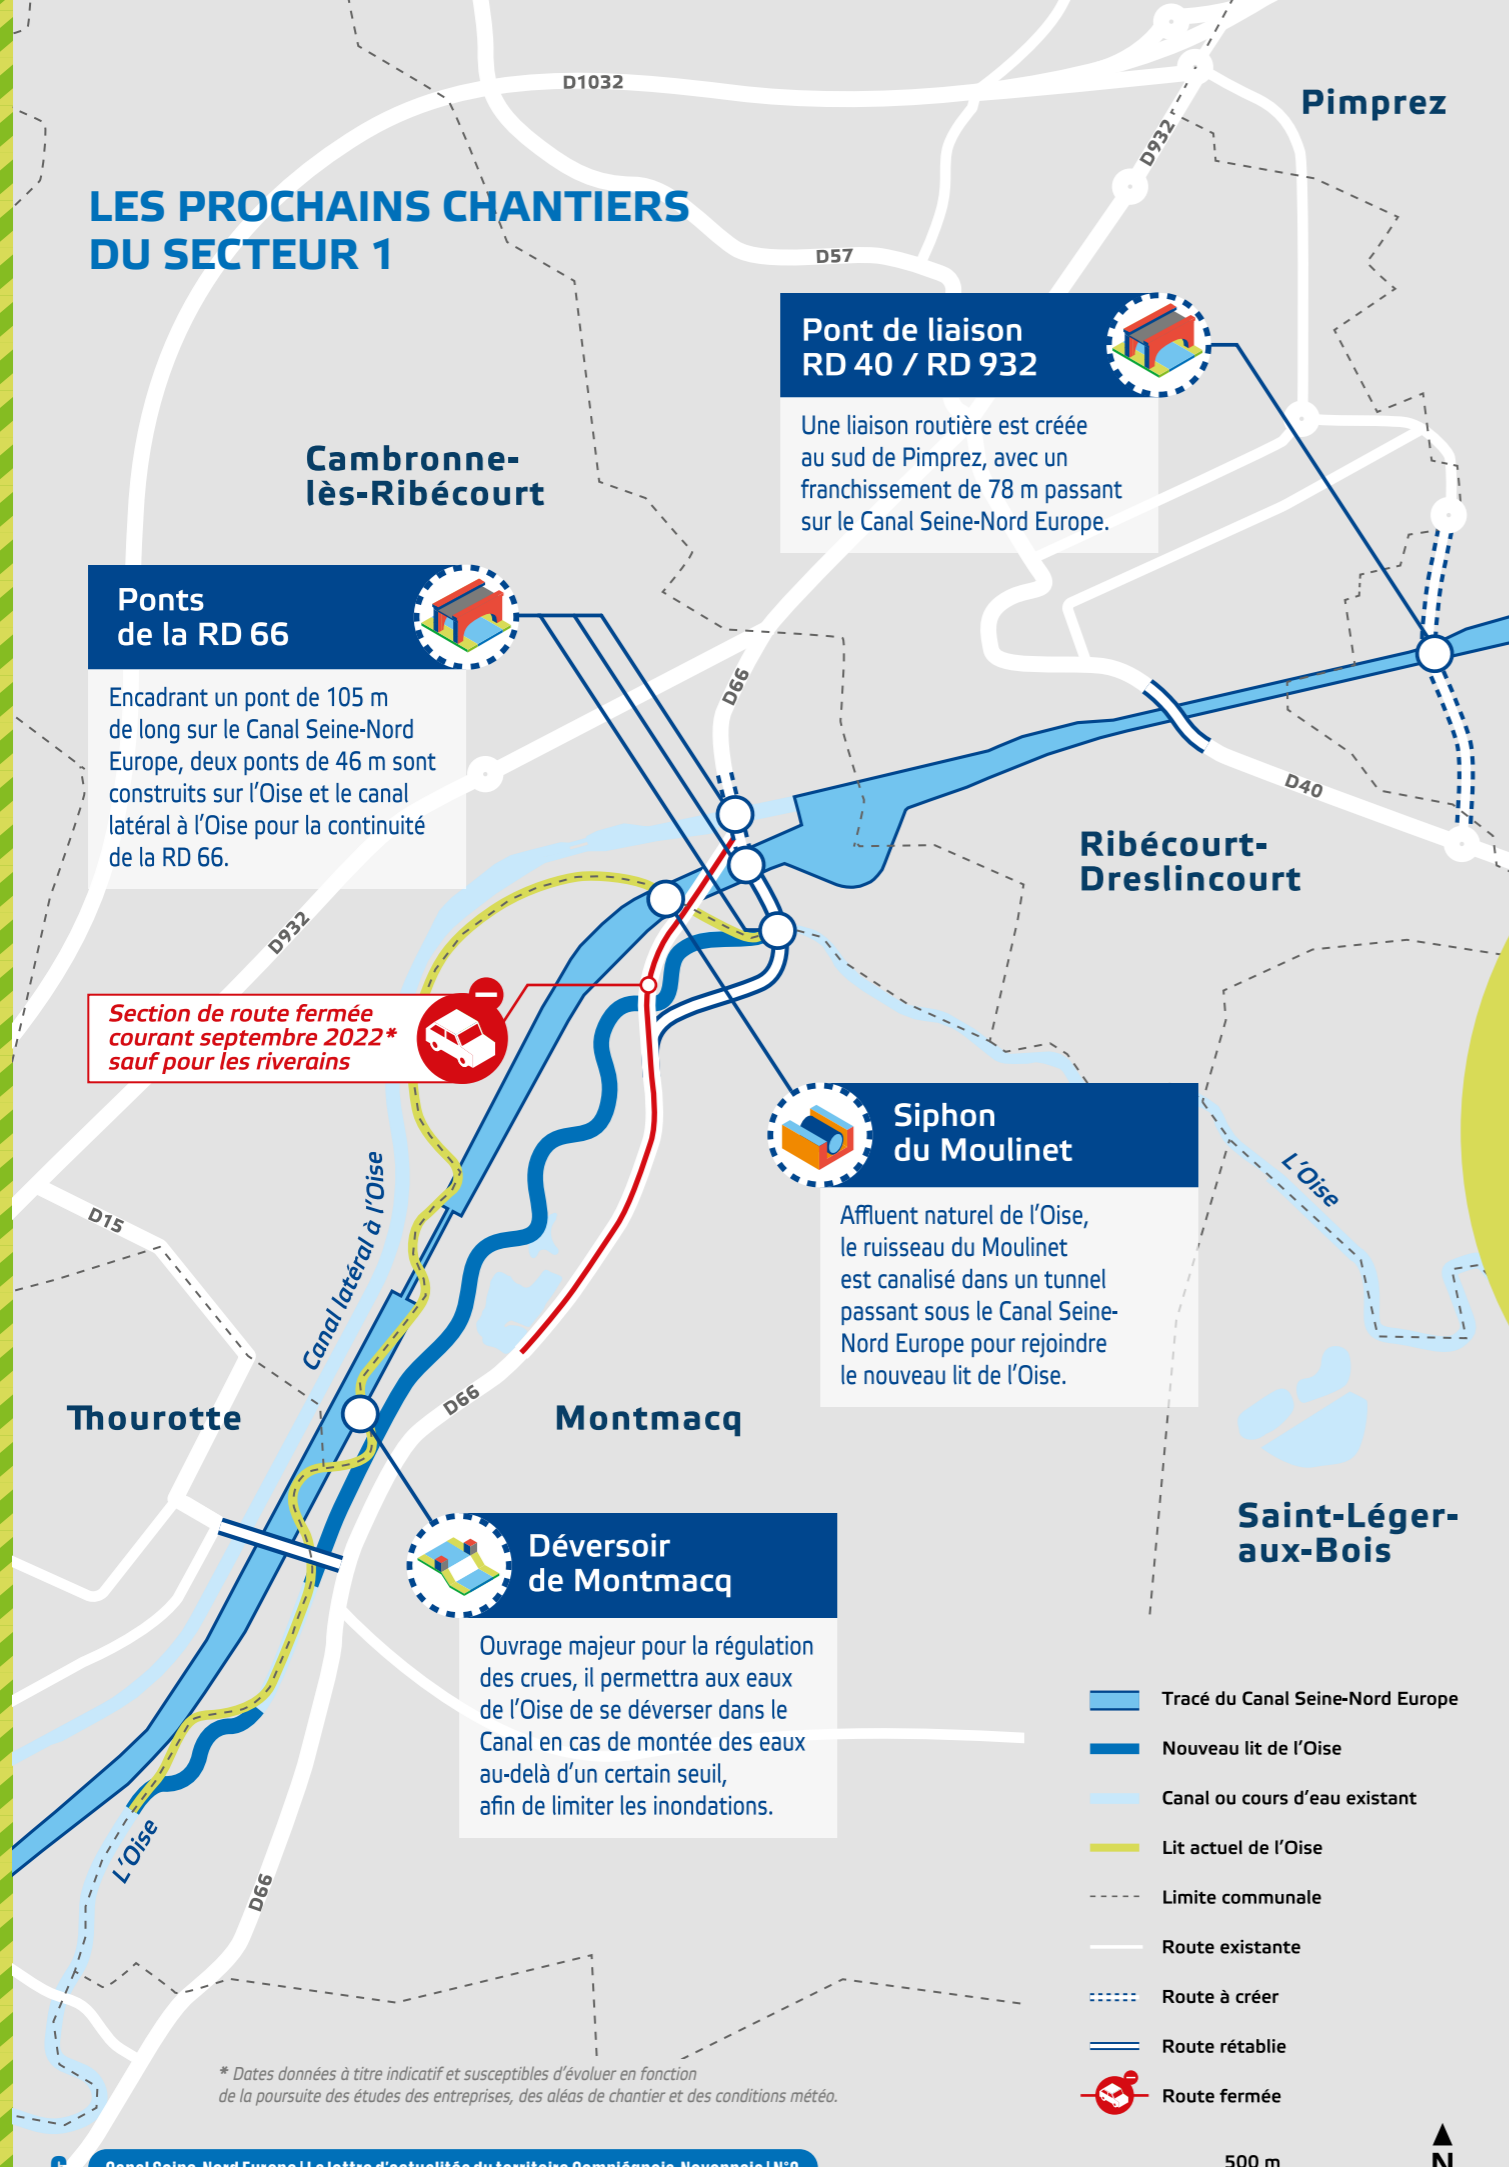 D1032
Pimprez
D932
LES PROCHAINS CHANTIERS
DU SECTEUR 1
D57
Pont de liaison
RD 40 / RD 932
Une liaison routière est créée
au sud de Pimprez, avec un
franchissement de 78 m passant
sur le Canal Seine-Nord Europe.
Cambronne-
lès-Ribécourt
Ponts
de la RD 66
Encadrant un pont de 105 m
de long sur le Canal Seine-Nord
Europe, deux ponts de 46 m sont
construits sur l'Oise et le canal
latéral à l'Oise pour la continuité
de la RD 66.
D66
D40
Ribécourt-
Dreslincourt
D932
Section de route fermée
courant septembre 2022*
sauf pour les riverains
Siphon
du Moulinet
Affluent naturel de l'Oise,
le ruisseau du Moulinet
est canalisé dans un tunnel
passant sous le Canal Seine-
Nord Europe pour rejoindre
le nouveau lit de l'Oise.
L'Oise
D15
Canal latéral à l'Oise
D66
Thourotte
Montmacq
Saint-Léger-
aux-Bois
Déversoir
de Montmacq
Ouvrage majeur pour la régulation
des crues, il permettra aux eaux
de l'Oise de se déverser dans le
Canal en cas de montée des eaux
au-delà d'un certain seuil,
afin de limiter les inondations.
L'Oise
D66
Tracé du Canal Seine-Nord Europe
Nouveau lit de l'Oise
Canal ou cours d'eau existant
Lit actuel de l'Oise
Limite communale
Route existante
Route à créer
Route rétablie
Route fermée
* Dates données à titre indicatif et susceptibles d'évoluer en fonction
de la poursuite des études des entreprises, des aléas de chantier et des conditions météo.
500 m
N
Canal Seine-Nord Europe | La lettre d'actualités du territoire Compiégnois-Noyonnais |